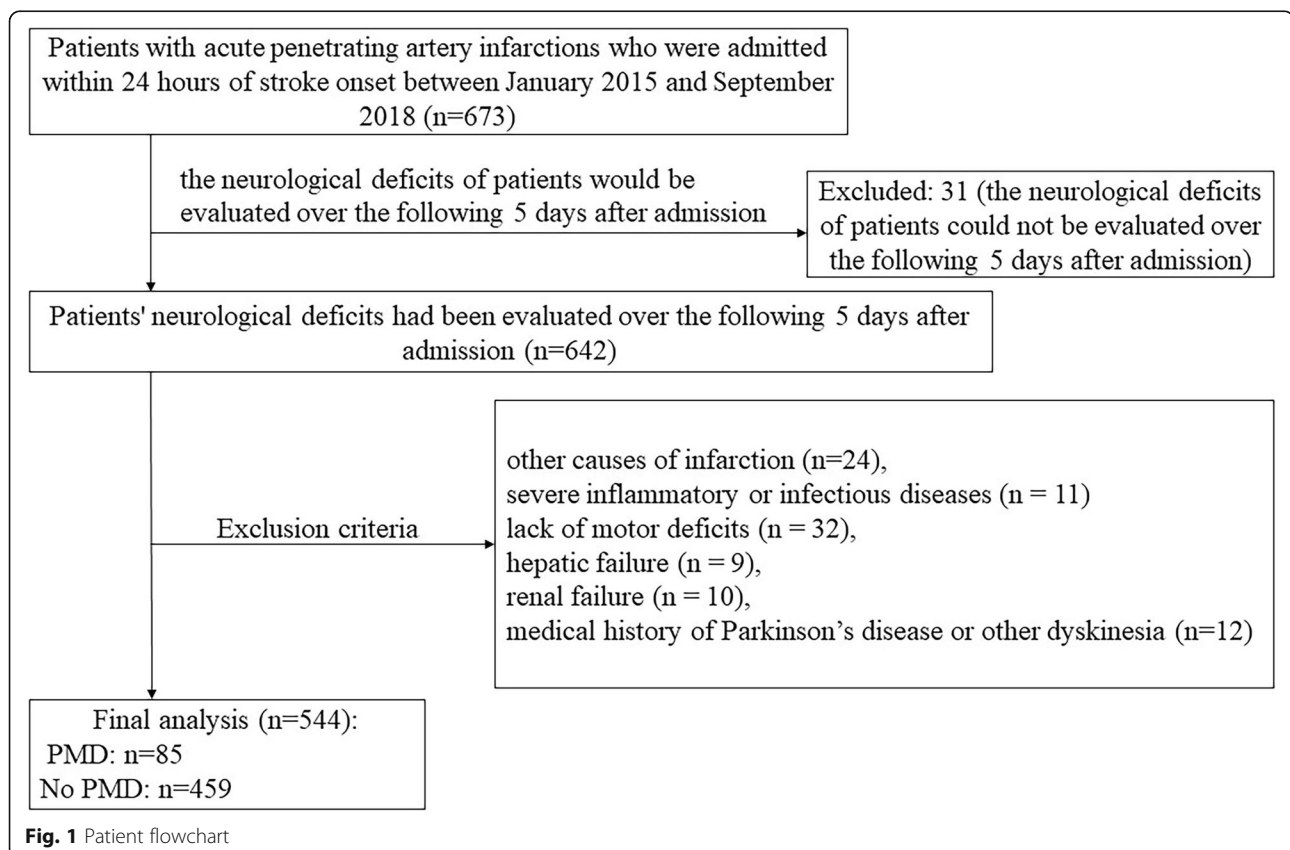 Patients with acute penetrating artery infarctions who were admitted
within 24 hours of stroke onset between January 2015 and September
2018 (n=673)
the neurological deficits of patients would be
evaluated over the following 5 days after admission
Excluded: 31 (the neurological deficits
of patients could not be evaluated over
the following 5 days after admission)
Patients' neurological deficits had been evaluated over the following 5 days after
admission (n=642)
Exclusion criteria
other causes of infarction (n=24),
severe inflammatory or infectious diseases (n = 11)
lack of motor deficits (n = 32),
hepatic failure (n = 9),
renal failure (n = 10),
medical history of Parkinson’s disease or other dyskinesia (n=12)
Final analysis (n=544):
PMD: n=85
No PMD: n=459
Fig. 1 Patient flowchart